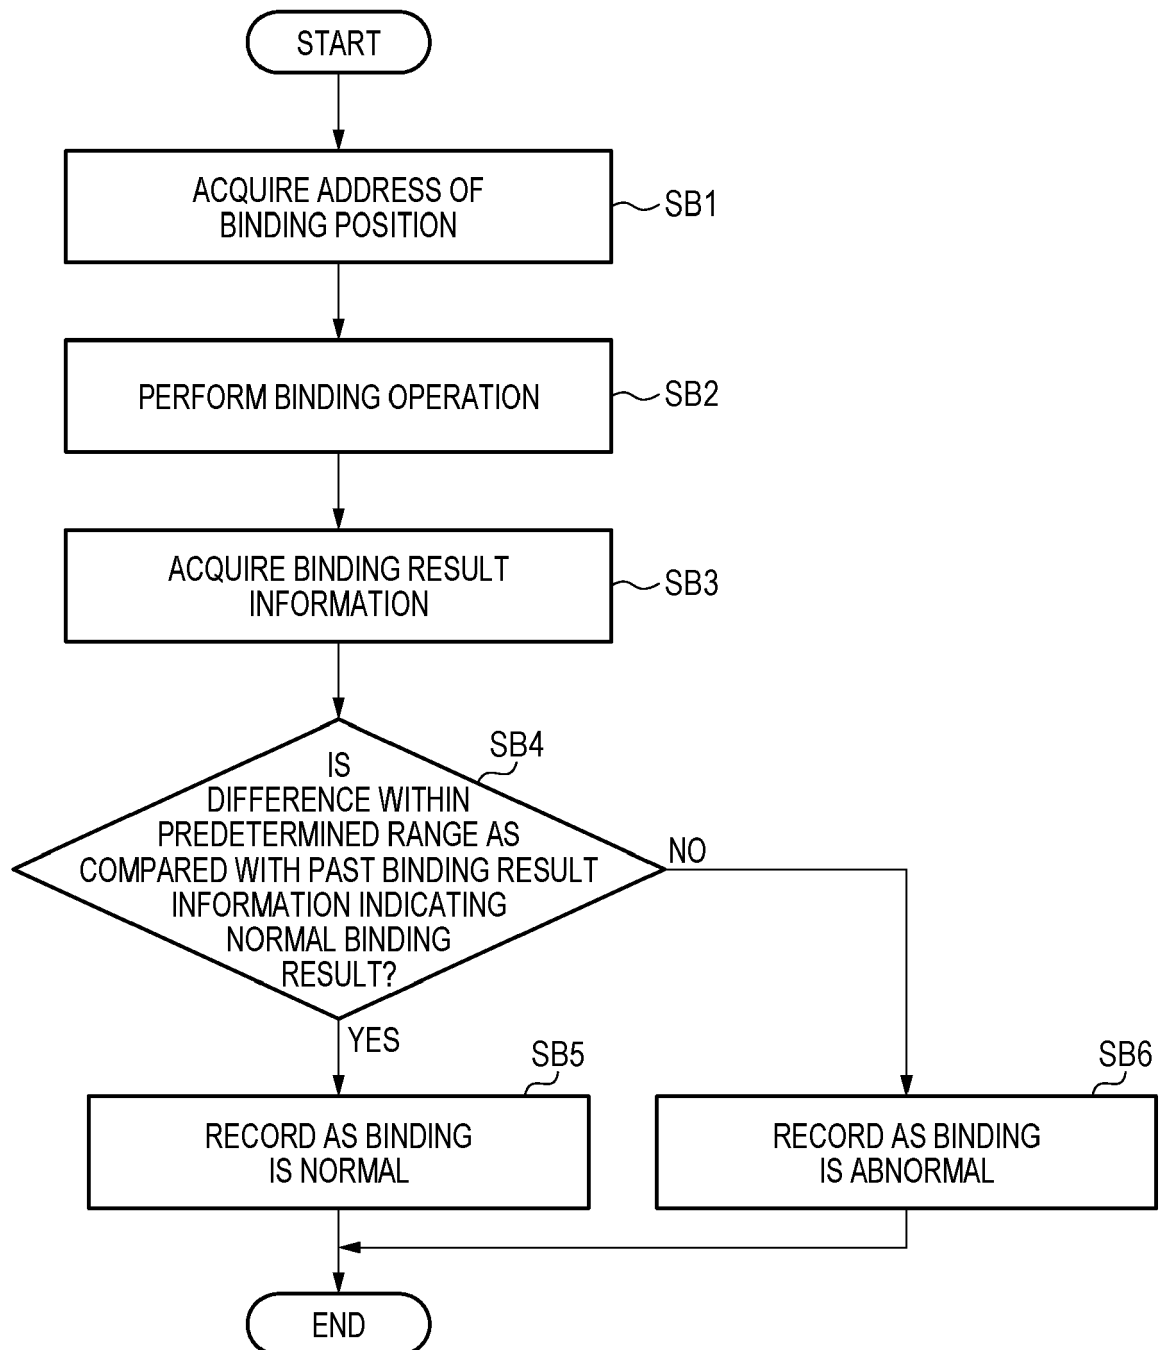 START
ACQUIRE ADDRESS OF
BINDING POSITION
SB1
PERFORM BINDING OPERATION
SB2
ACQUIRE BINDING RESULT
INFORMATION
SB3
SB4
IS
DIFFERENCE WITHIN
PREDETERMINED RANGE AS
COMPARED WITH PAST BINDING RESULT
INFORMATION INDICATING
NORMAL BINDING
RESULT?
NO
YES
SB5
RECORD AS BINDING
IS NORMAL
SB6
RECORD AS BINDING
IS ABNORMAL
END